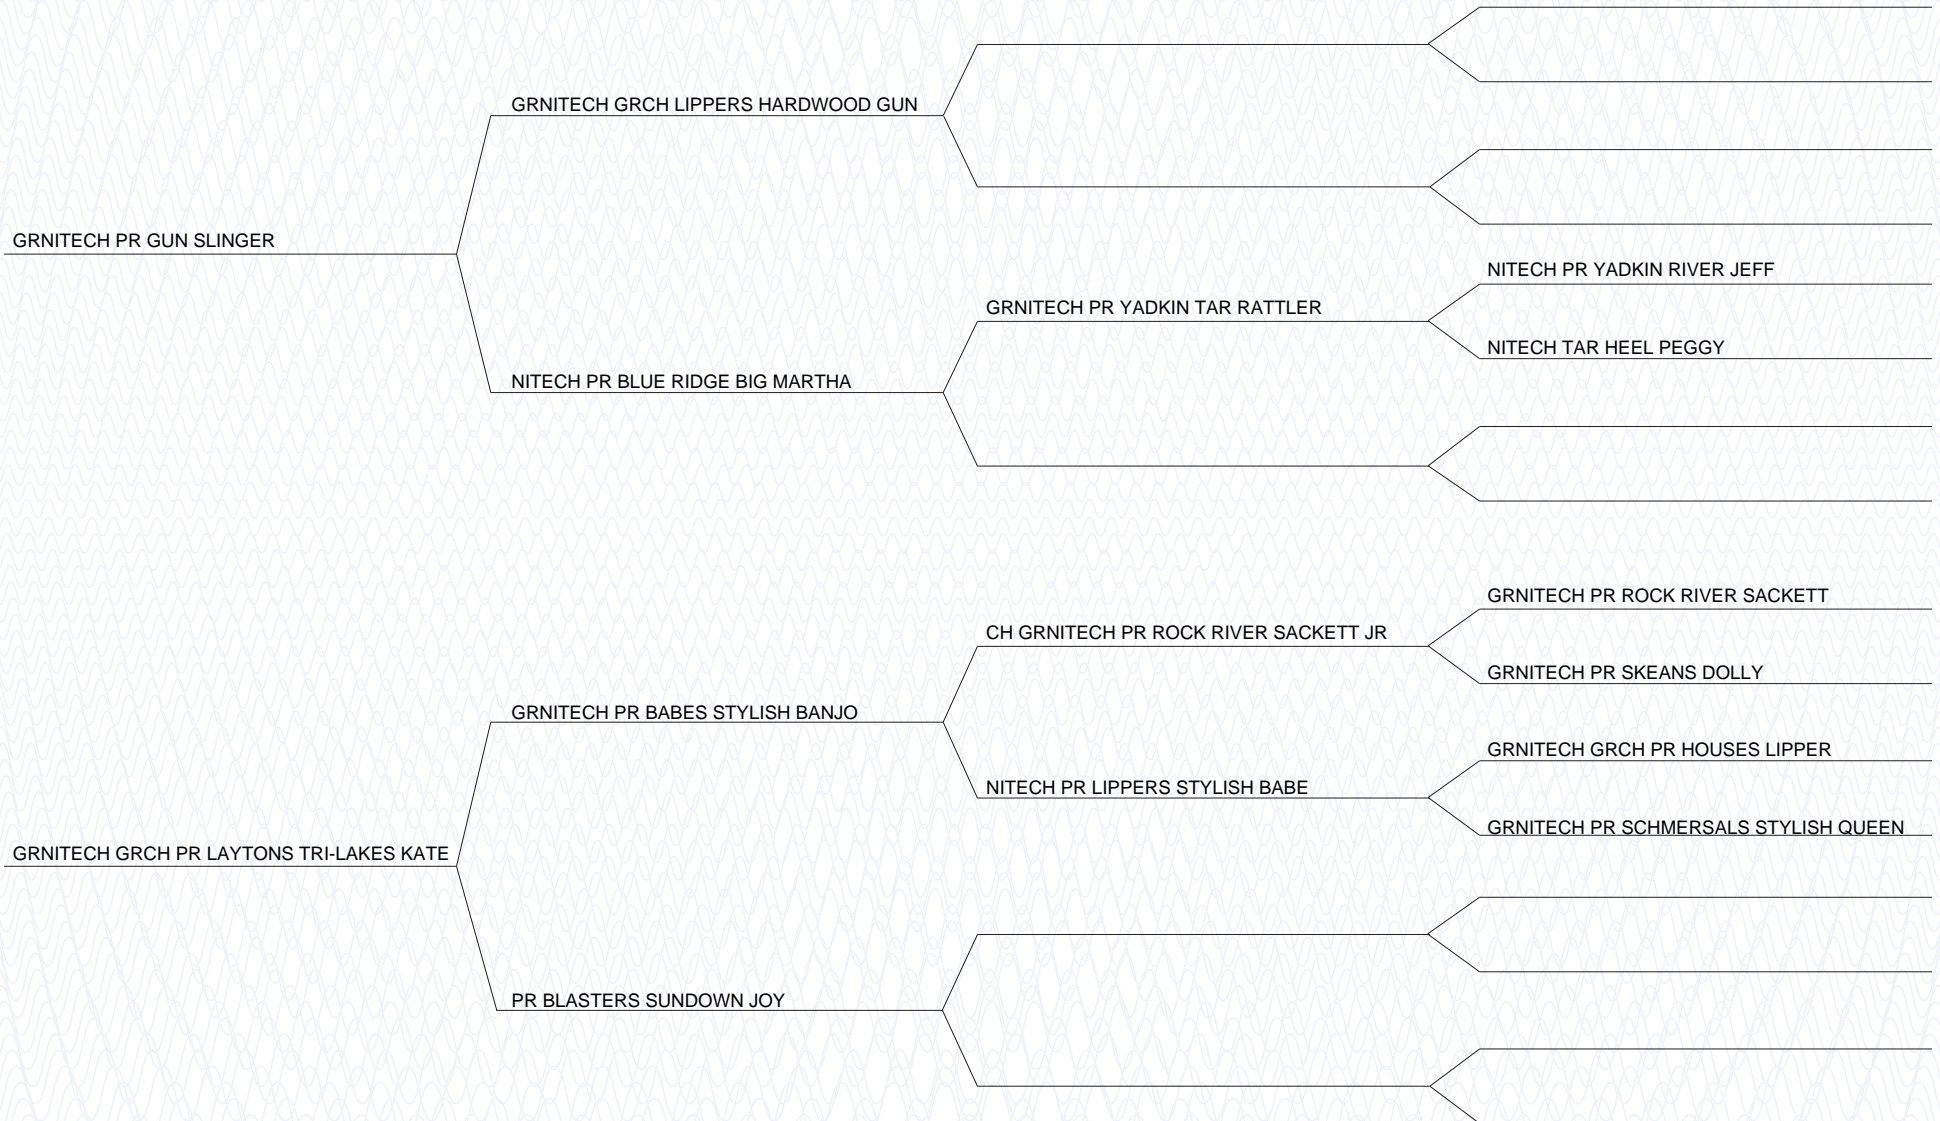 GRNITECH GRCH LIPPERS HARDWOOD GUN
GRNITECH PR GUN SLINGER
NITECH PR YADKIN RIVER JEFF
GRNITECH PR YADKIN TAR RATTLER
NITECH TAR HEEL PEGGY
NITECH PR BLUE RIDGE BIG MARTHA
GRNITECH PR ROCK RIVER SACKETT
CH GRNITECH PR ROCK RIVER SACKETT JR
GRNITECH PR SKEANS DOLLY
GRNITECH PR BABES STYLISH BANJO
GRNITECH GRCH PR HOUSES LIPPER
NITECH PR LIPPERS STYLISH BABE
GRNITECH PR SCHMERSALS STYLISH QUEEN
GRNITECH GRCH PR LAYTONS TRI-LAKES KATE
PR BLASTERS SUNDOWN JOY